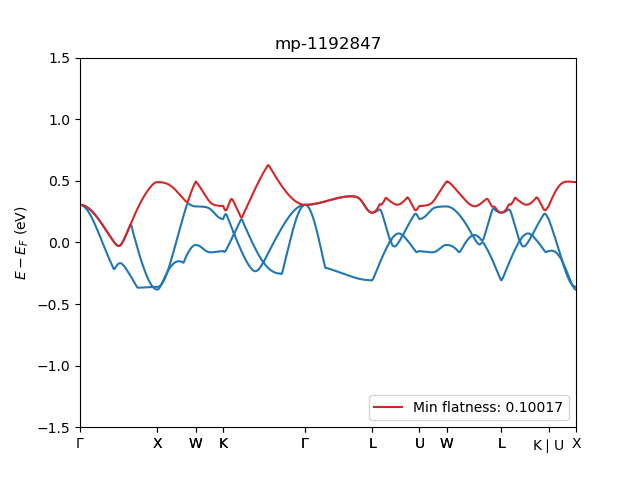 mp-1192847
E − E_F (eV)
1.5
1.0
0.5
0.0
−0.5
−1.0
−1.5
Min flatness: 0.10017
Γ X W K Γ L U W L K | U X